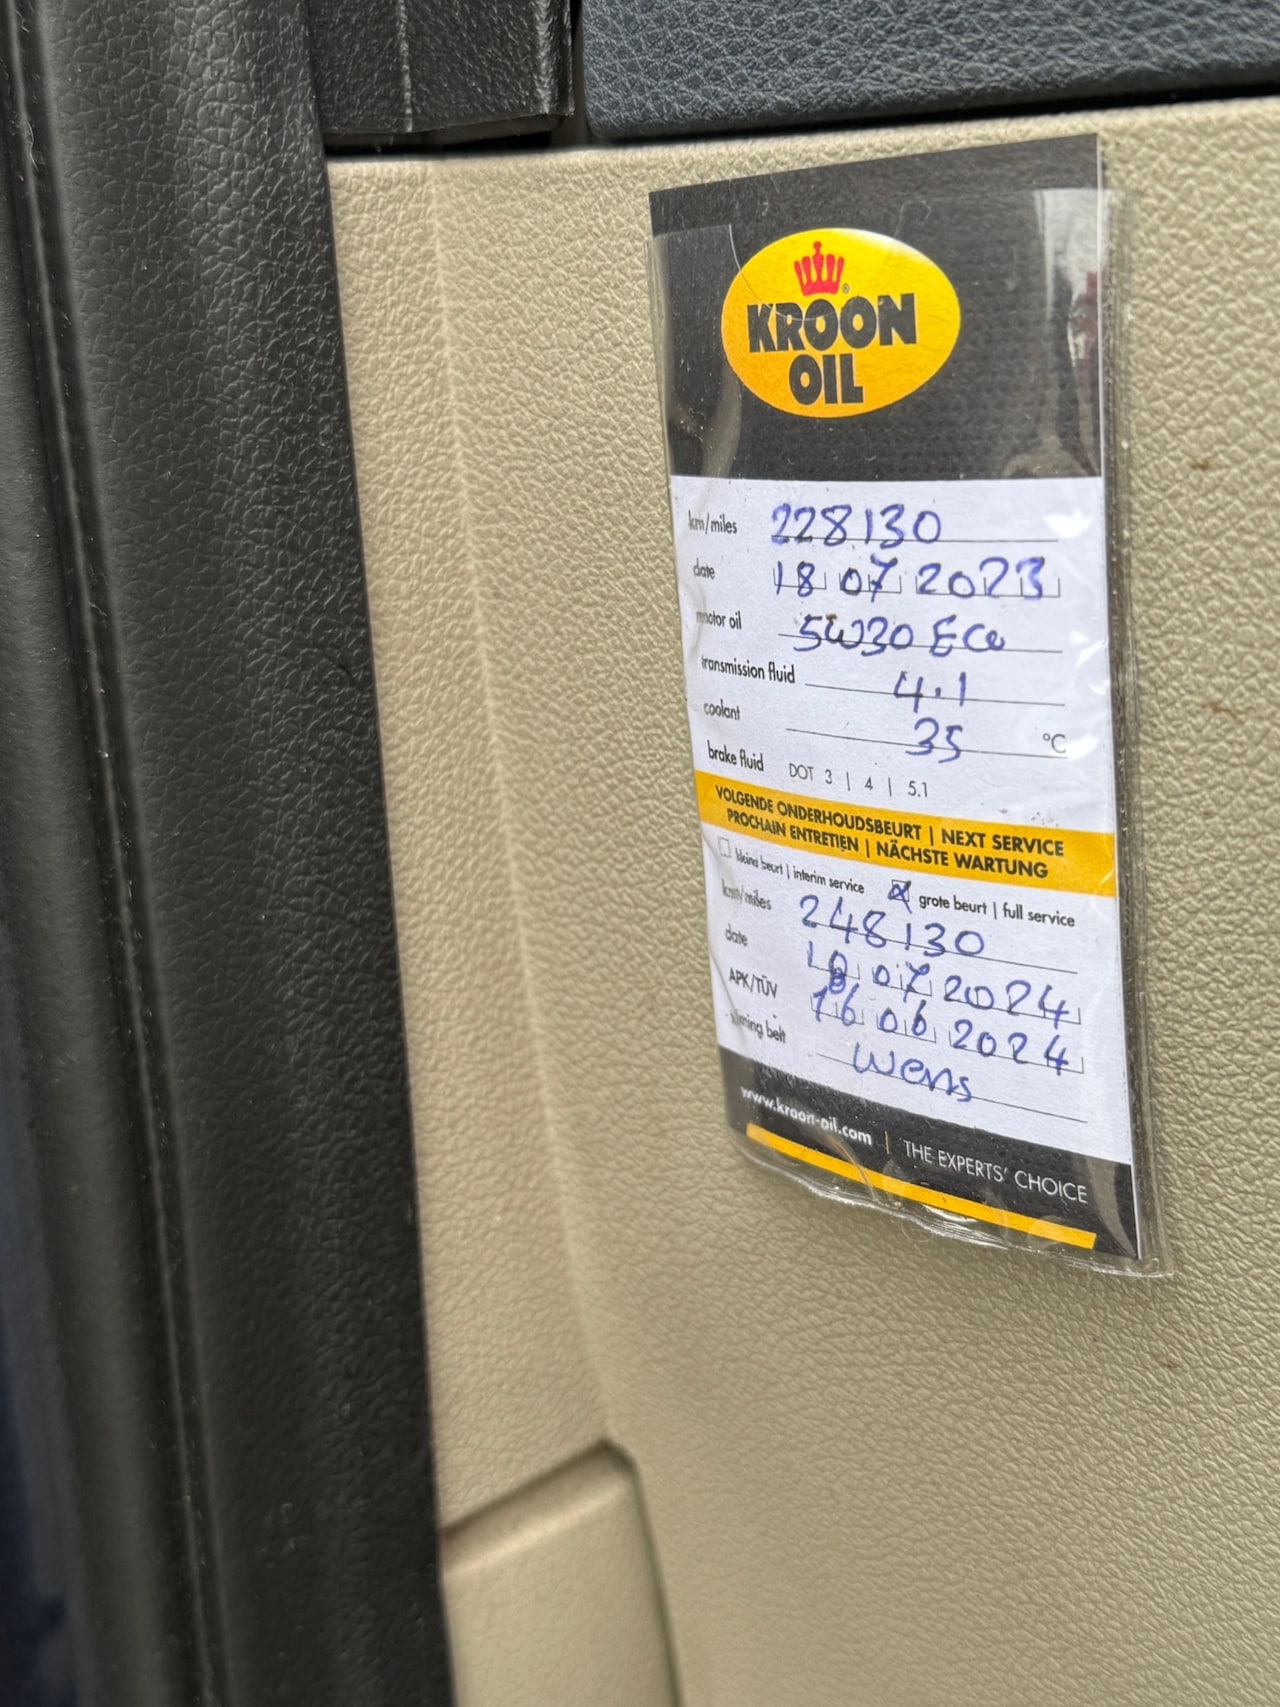 KROON
OIL
km/miles 228130
date 18 07 2023
motor oil 5W30 Eco
transmission fluid 4.1
coolant 35 °C
brake fluid DOT 3 | 4 | 5.1
VOLGENDE ONDERHOUDSBEURT | NEXT SERVICE
PROCHAIN ENTRETIEN | NÄCHSTE WARTUNG
kleine beurt | interim service grote beurt | full service
km/miles 248130
date 18 07 2024
APK/TÜV 16 06 2024
timing belt wens
www.kroon-oil.com | THE EXPERTS' CHOICE